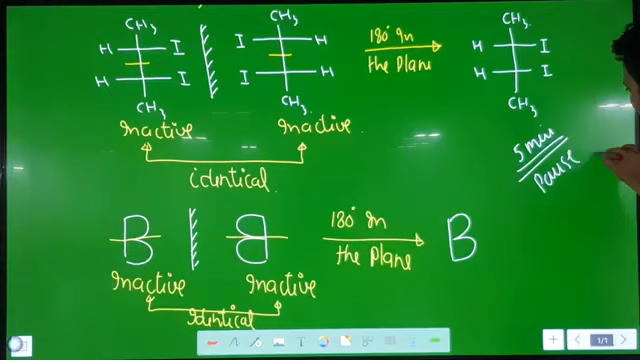 CH3 CH3 CH3
H I I H 180° In H I
the Plane
H I I H H I
CH3 CH3 CH3
Inactive Inactive
identical
5 min
Pause
B B 180° In B
the Plane
Inactive Inactive
Identical
1/1